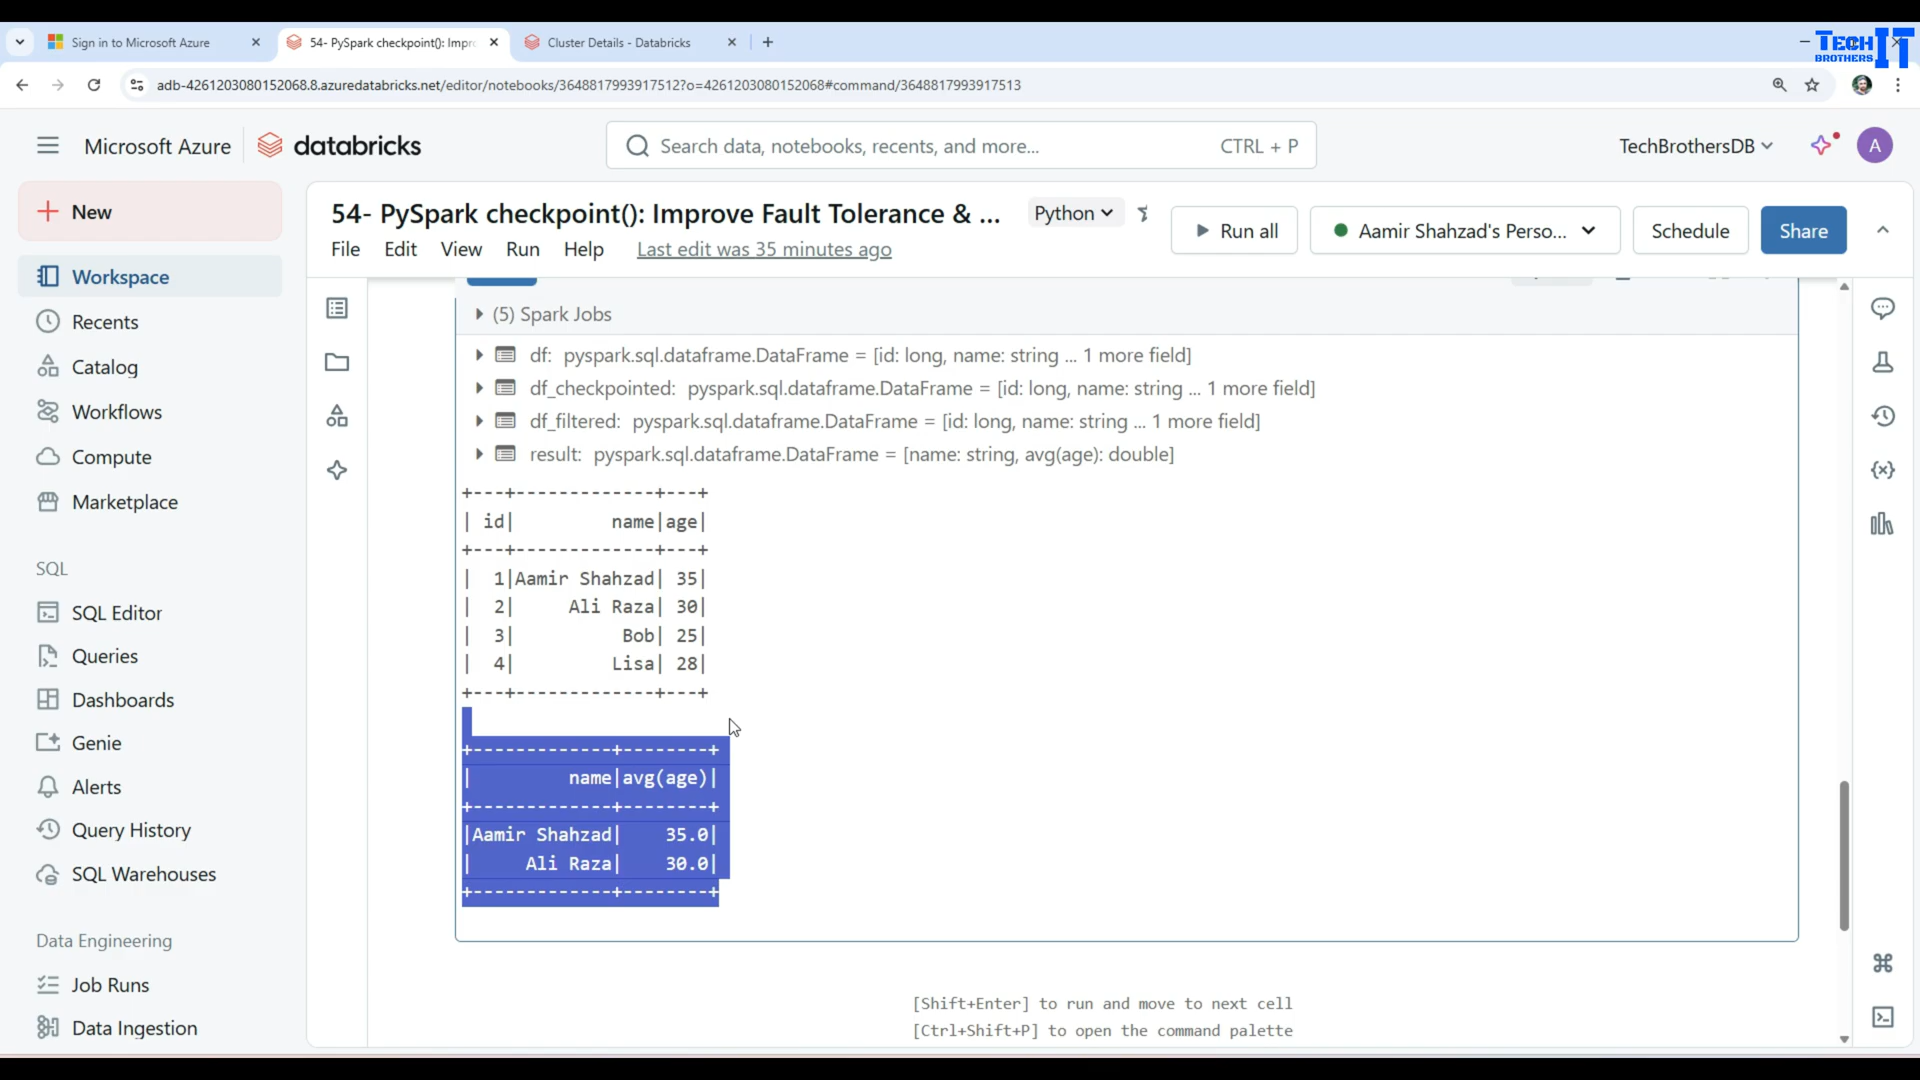 Sign in to Microsoft Azure
54- PySpark checkpoint(): Impro
Cluster Details - Databricks
TECH IT
BROTHERS
adb-4261203080152068.8.azuredatabricks.net/editor/notebooks/3648817993917512?o=4261203080152068#command/3648817993917513
Microsoft Azure
databricks
Search data, notebooks, recents, and more...
CTRL + P
TechBrothersDB
A
New
Workspace
Recents
Catalog
Workflows
Compute
Marketplace
SQL
SQL Editor
Queries
Dashboards
Genie
Alerts
Query History
SQL Warehouses
Data Engineering
Job Runs
Data Ingestion
54- PySpark checkpoint(): Improve Fault Tolerance & ...
Python
Run all
Aamir Shahzad's Perso...
Schedule
Share
File Edit View Run Help Last edit was 35 minutes ago
(5) Spark Jobs
df: pyspark.sql.dataframe.DataFrame = [id: long, name: string ... 1 more field]
df_checkpointed: pyspark.sql.dataframe.DataFrame = [id: long, name: string ... 1 more field]
df_filtered: pyspark.sql.dataframe.DataFrame = [id: long, name: string ... 1 more field]
result: pyspark.sql.dataframe.DataFrame = [name: string, avg(age): double]
+---+-------------+---+
| id|         name|age|
+---+-------------+---+
|  1|Aamir Shahzad| 35|
|  2|     Ali Raza| 30|
|  3|          Bob| 25|
|  4|         Lisa| 28|
+---+-------------+---+
+-------------+--------+
|         name|avg(age)|
+-------------+--------+
|Aamir Shahzad|    35.0|
|     Ali Raza|    30.0|
+-------------+--------+
[Shift+Enter] to run and move to next cell
[Ctrl+Shift+P] to open the command palette